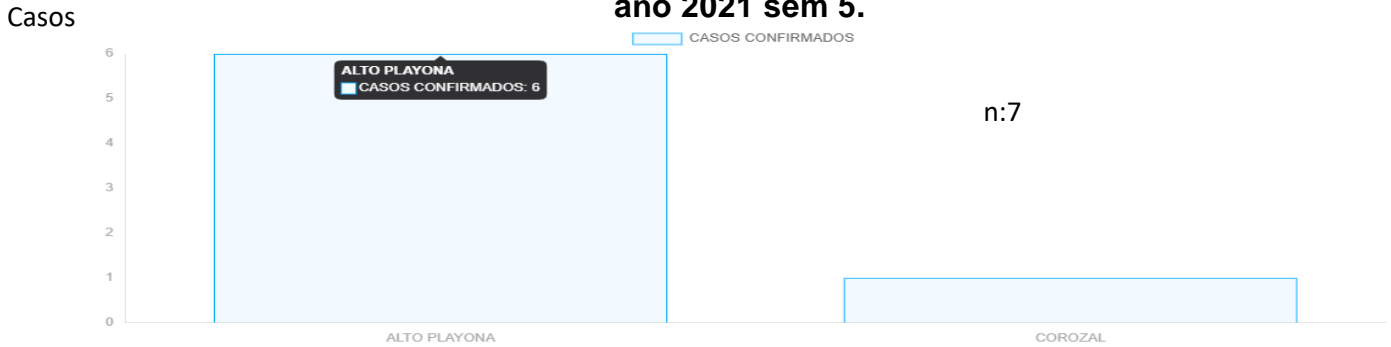 año 2021 sem 5.
Casos
CASOS CONFIRMADOS
6
ALTO PLAYONA
CASOS CONFIRMADOS: 6
5
n:7
4
3
2
1
0
ALTO PLAYONA
COROZAL